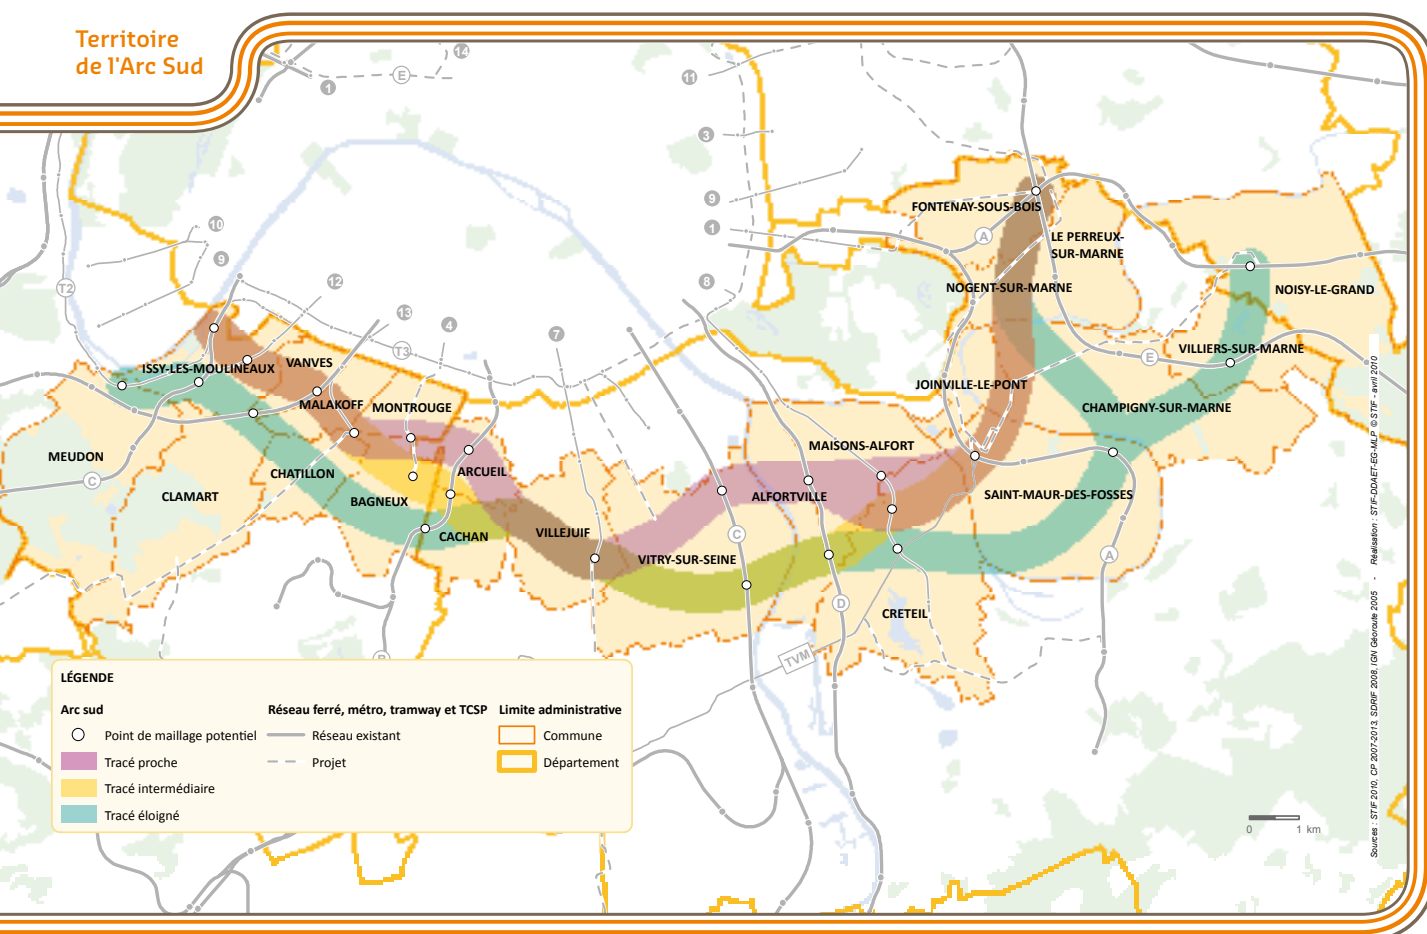 Territoire
de l'Arc Sud
14
E
1
11
3
9
1
8
10
9
12
13
4
7
T2
T3
A
FONTENAY-SOUS-BOIS
LE PERREUX-
SUR-MARNE
NOGENT-SUR-MARNE
NOISY-LE-GRAND
VILLIERS-SUR-MARNE
E
ISSY-LES-MOULINEAUX
VANVES
MALAKOFF
MONTROUGE
JOINVILLE-LE-PONT
CHAMPIGNY-SUR-MARNE
MEUDON
C
CLAMART
CHATILLON
BAGNEUX
ARCUEIL
CACHAN
VILLEJUIF
MAISONS-ALFORT
ALFORTVILLE
SAINT-MAUR-DES-FOSSES
C
VITRY-SUR-SEINE
A
D
CRETEIL
TVM
B
LÉGENDE
Arc sud
Point de maillage potentiel
Tracé proche
Tracé intermédiaire
Tracé éloigné
Réseau ferré, métro, tramway et TCSP
Réseau existant
Projet
Limite administrative
Commune
Département
0 1 km
Sources : STIF 2010, CP 2007-2013, SDRIF 2008, IGN Géoroute 2005 - Réalisation : STIF-DDAET-EG-MLP © STIF - avril 2010